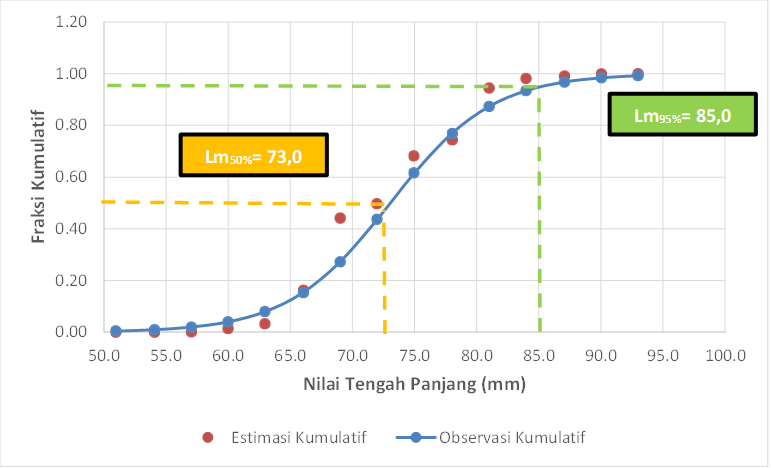 1.20
1.00
0.80
0.60
0.40
0.20
0.00
Fraksi Kumulatif
Lm50%= 73,0
Lm95%= 85,0
50.0 55.0 60.0 65.0 70.0 75.0 80.0 85.0 90.0 95.0 100.0
Nilai Tengah Panjang (mm)
Estimasi Kumulatif Observasi Kumulatif